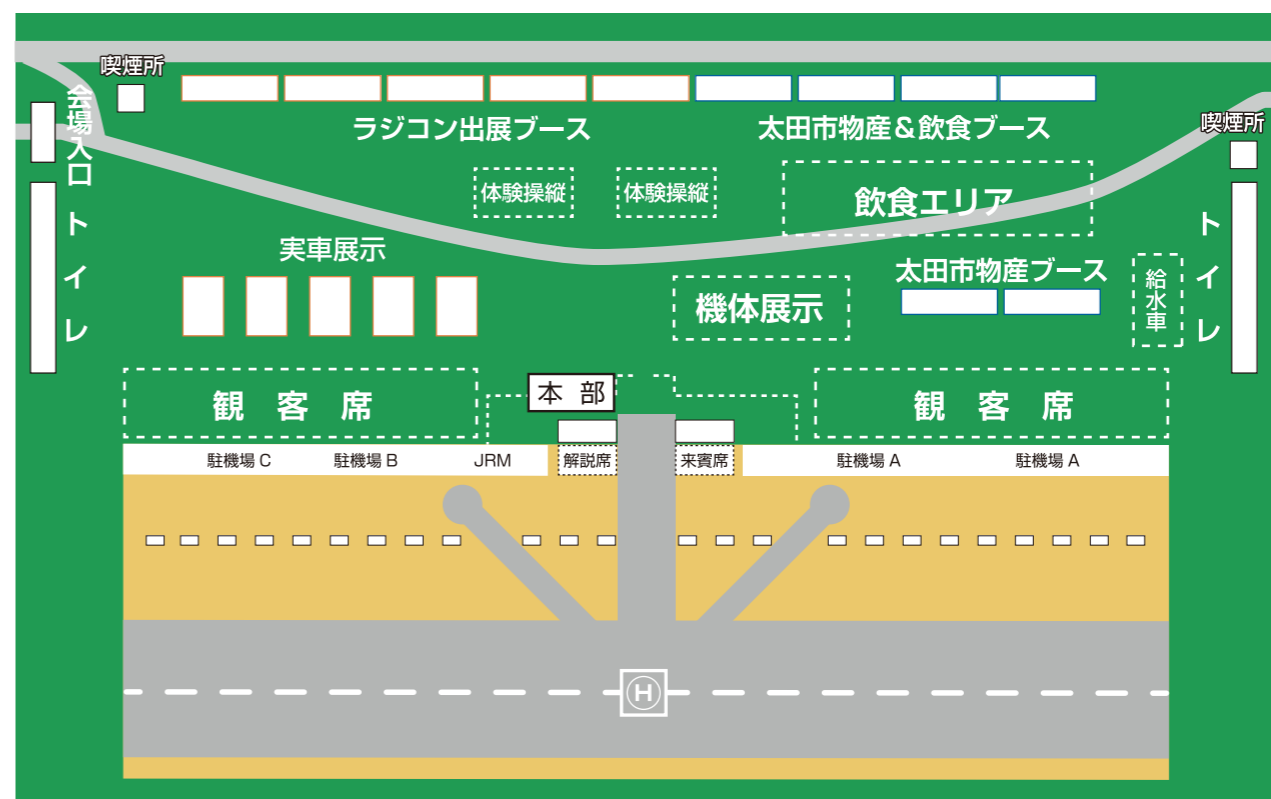 喫煙所
会場入口
ラジコン出展ブース
太田市物産&飲食ブース
喫煙所
体験操縦
体験操縦
飲食エリア
トイレ
実車展示
太田市物産ブース
機体展示
給水車
トイレ
観客席
本部
観客席
駐機場 C
駐機場 B
JRM
解説席
来賓席
駐機場 A
駐機場 A
H